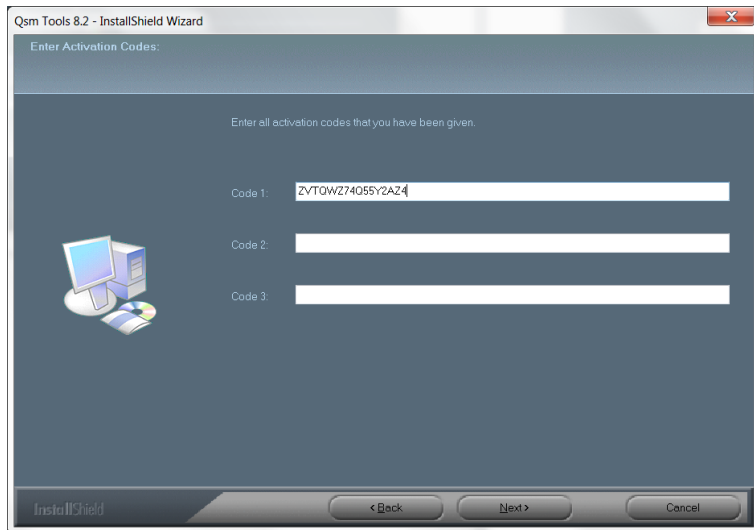 Qsm Tools 8.2 - InstallShield Wizard
Enter Activation Codes:
Enter all activation codes that you have been given.
Code 1: ZVTQWZ74Q55Y2AZ4
Code 2:
Code 3:
InstallShield
< Back
Next >
Cancel